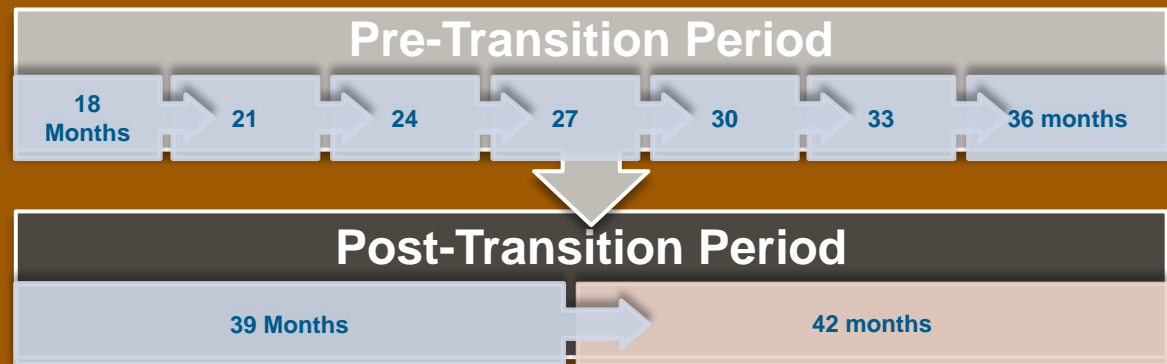 Pre-Transition Period
18
Months
21
24
27
30
33
36 months
Post-Transition Period
39 Months
42 months